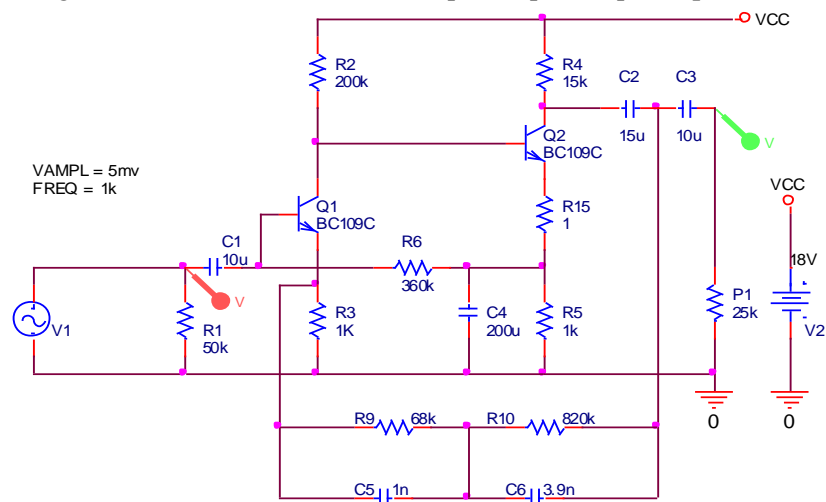 VCC
R2
200k
R4
15k
C2
C3
15u
10u
Q2
BC109C
V
VAMPL = 5mv
FREQ = 1k
VCC
Q1
BC109C
R15
1
C1
10u
R6
360k
V
18V
V1
R1
50k
R3
1K
C4
200u
R5
1k
P1
25k
V2
0
0
R9
68k
R10
820k
C5
1n
C6
3.9n